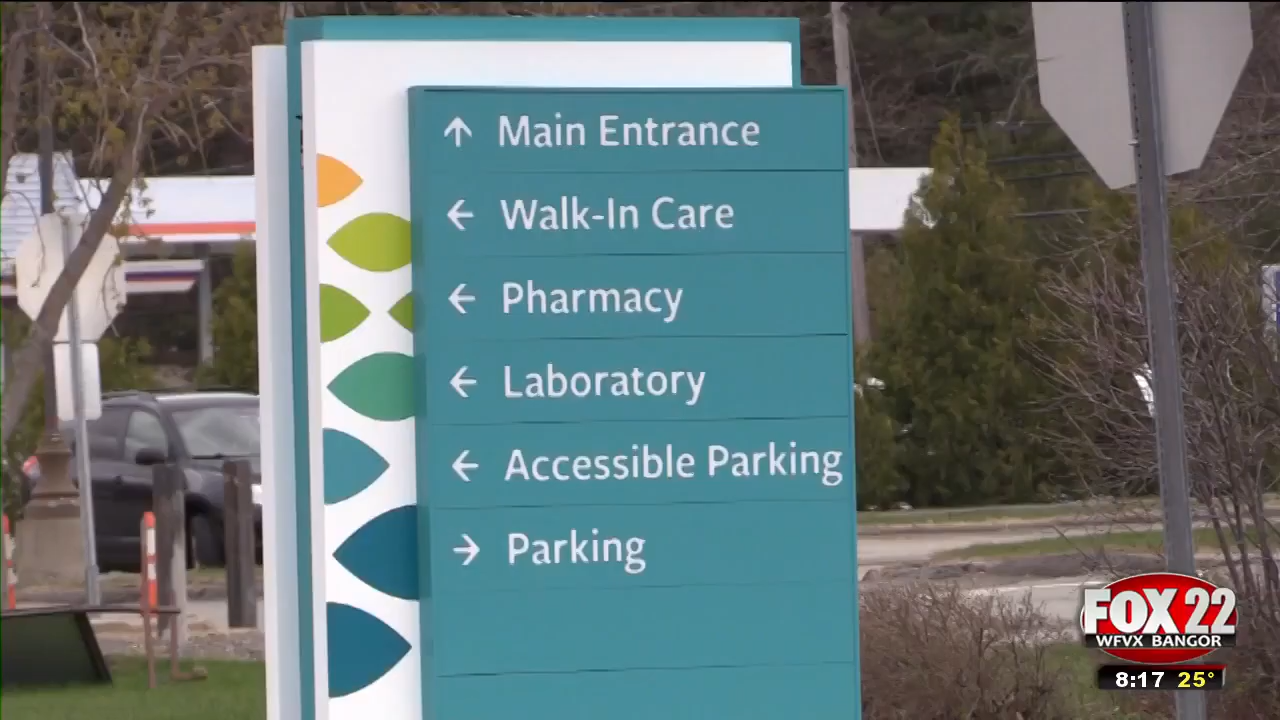 ↑ Main Entrance
← Walk-In Care
← Pharmacy
← Laboratory
← Accessible Parking
→ Parking
FOX 22
WFVX BANGOR
8:17 25°